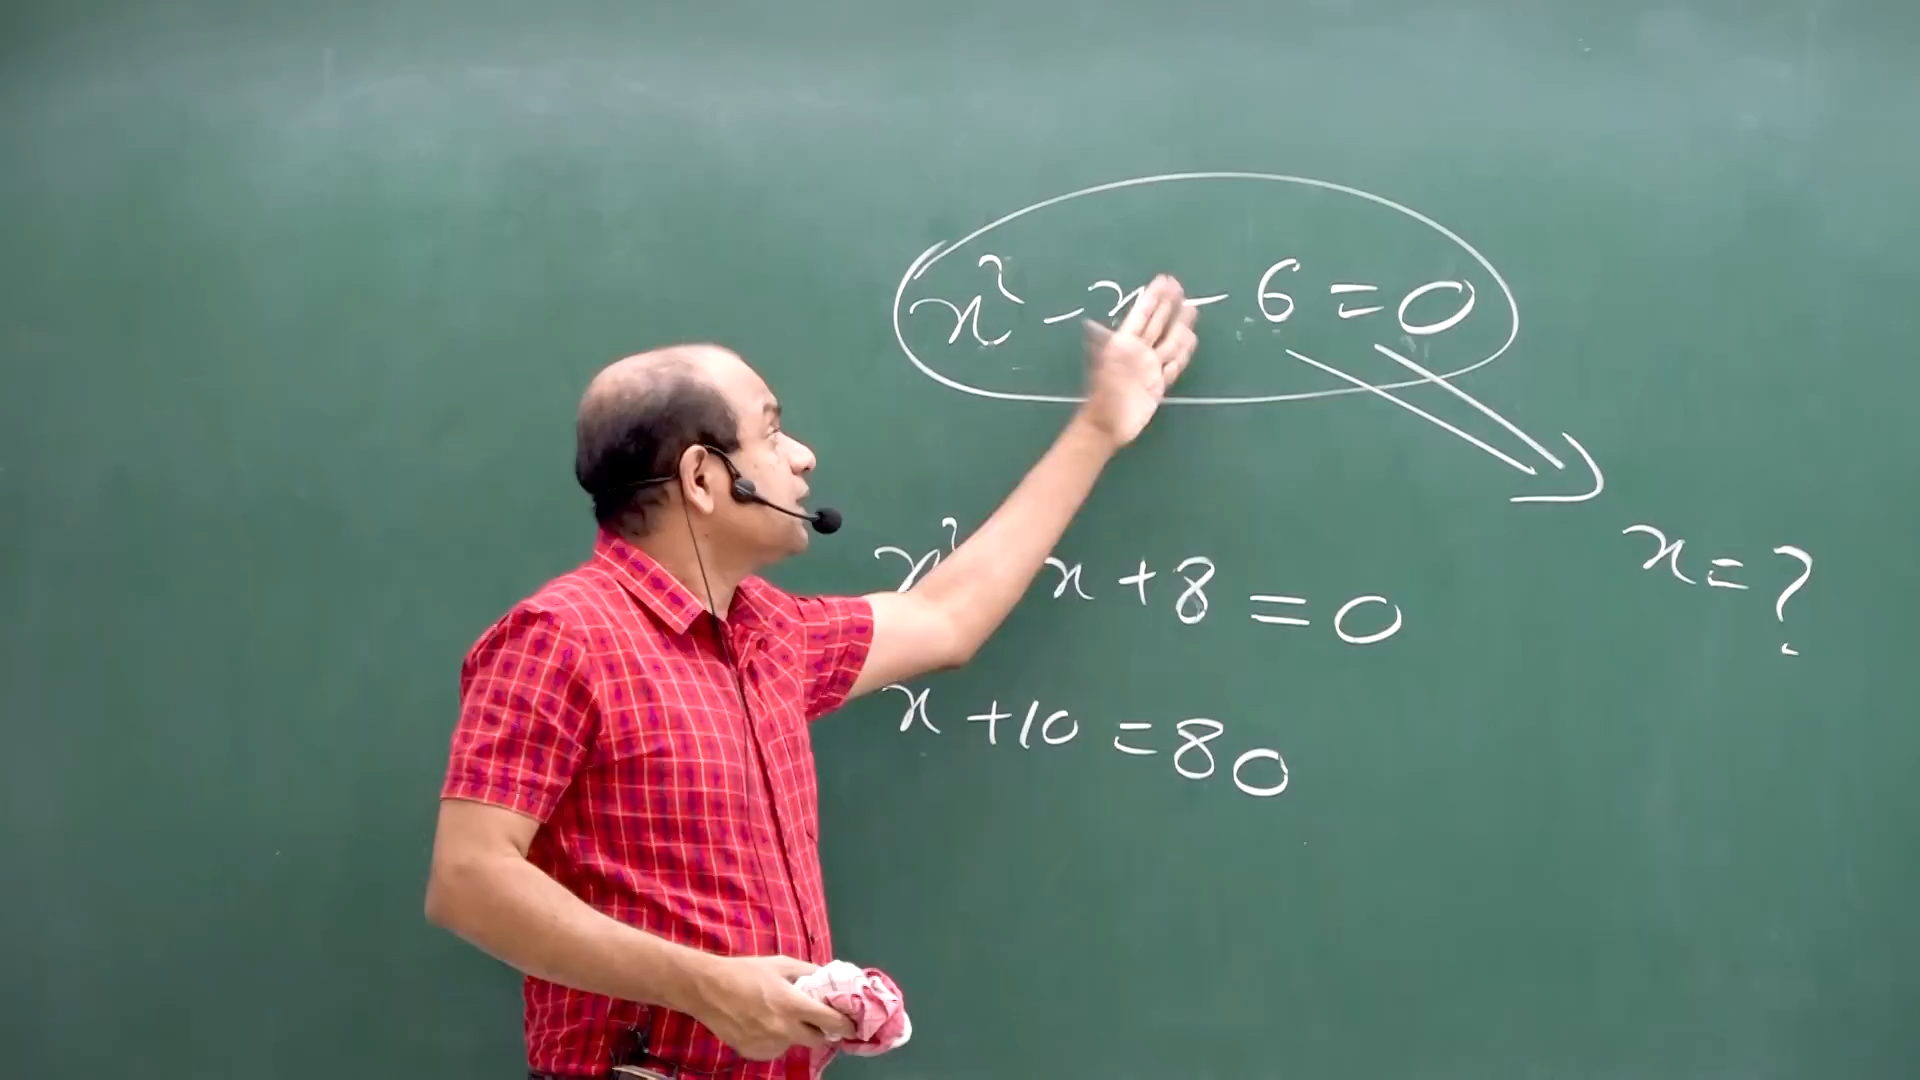 x² - x - 6 = 0
x = ?
x² x + 8 = 0
x + 10 = 80